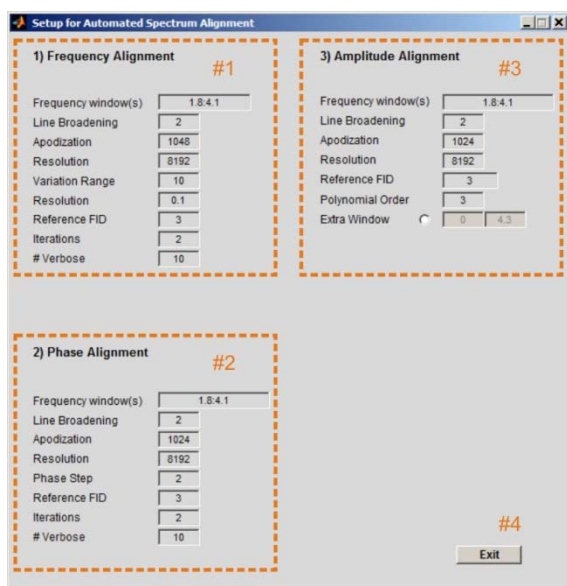 Setup for Automated Spectrum Alignment
1) Frequency Alignment
#1
Frequency window(s) 1.8:4.1
Line Broadening 2
Apodization 1048
Resolution 8192
Variation Range 10
Resolution 0.1
Reference FID 3
Iterations 2
# Verbose 10
3) Amplitude Alignment
#3
Frequency window(s) 1.8:4.1
Line Broadening 2
Apodization 1024
Resolution 8192
Reference FID 3
Polynomial Order 3
Extra Window 0 4.3
2) Phase Alignment
#2
Frequency window(s) 1.8:4.1
Line Broadening 2
Apodization 1024
Resolution 8192
Phase Step 2
Reference FID 3
Iterations 2
# Verbose 10
#4
Exit